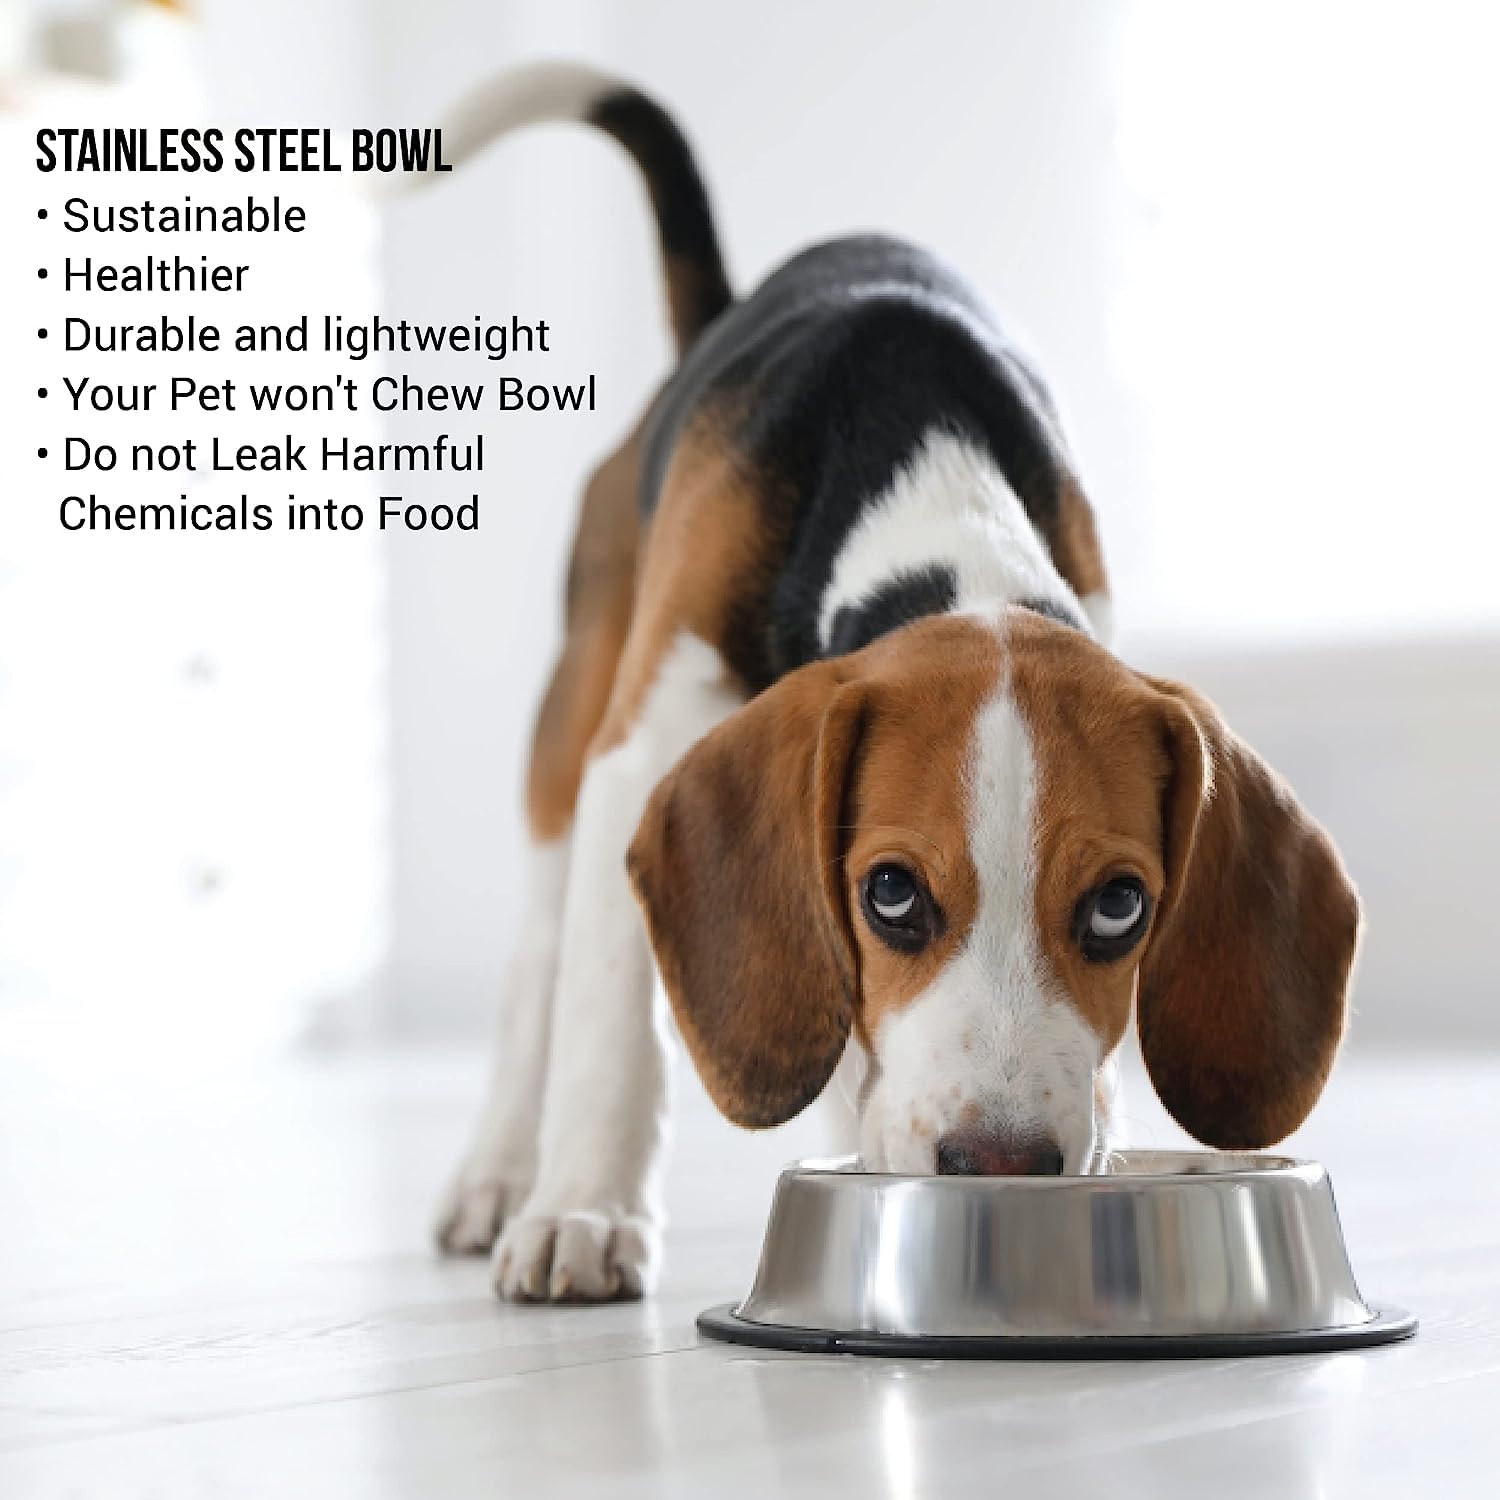 STAINLESS STEEL BOWL
• Sustainable
• Healthier
• Durable and lightweight
• Your Pet won't Chew Bowl
• Do not Leak Harmful
Chemicals into Food